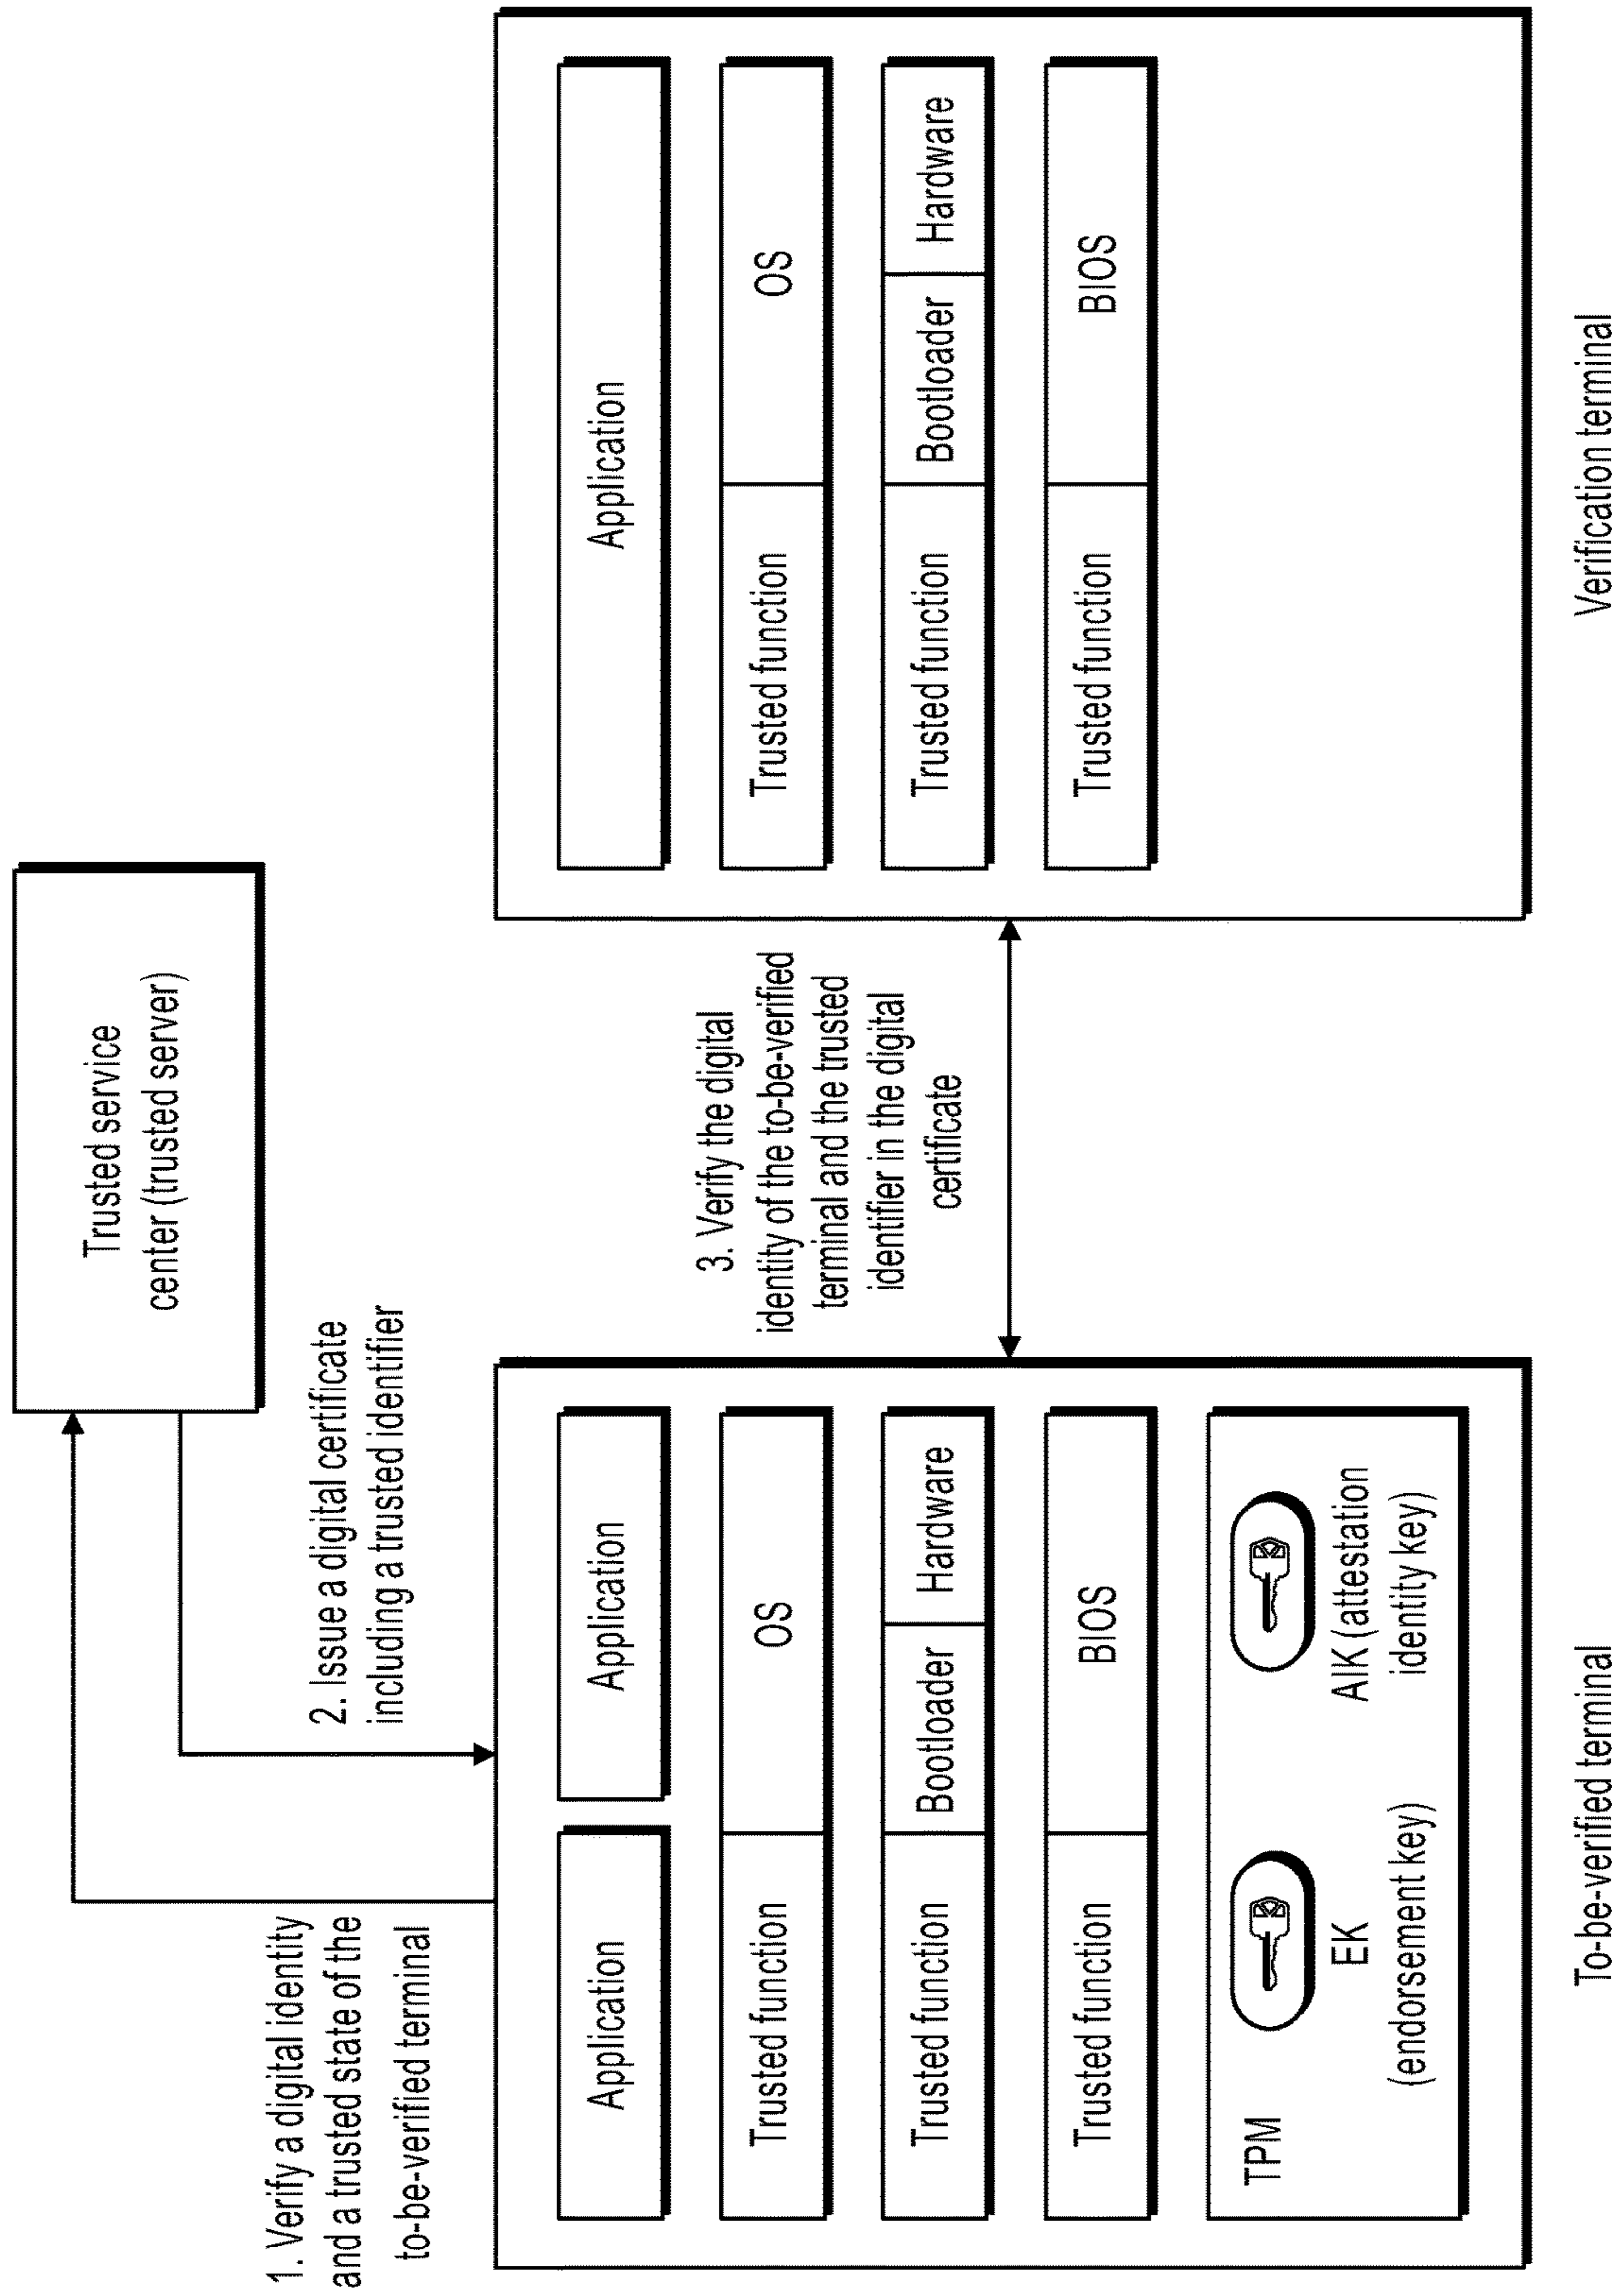 Trusted service
center (trusted server)
1. Verify a digital identity
and a trusted state of the
to-be-verified terminal
2. Issue a digital certificate
including a trusted identifier
Application
Application
Trusted function
OS
Trusted function
Bootloader
Hardware
Trusted function
BIOS
TPM
EK
(endorsement key)
AIK (attestation
identity key)
To-be-verified terminal
3. Verify the digital
identity of the to-be-verified
terminal and the trusted
identifier in the digital
certificate
Application
Trusted function
OS
Trusted function
Bootloader
Hardware
Trusted function
BIOS
Verification terminal